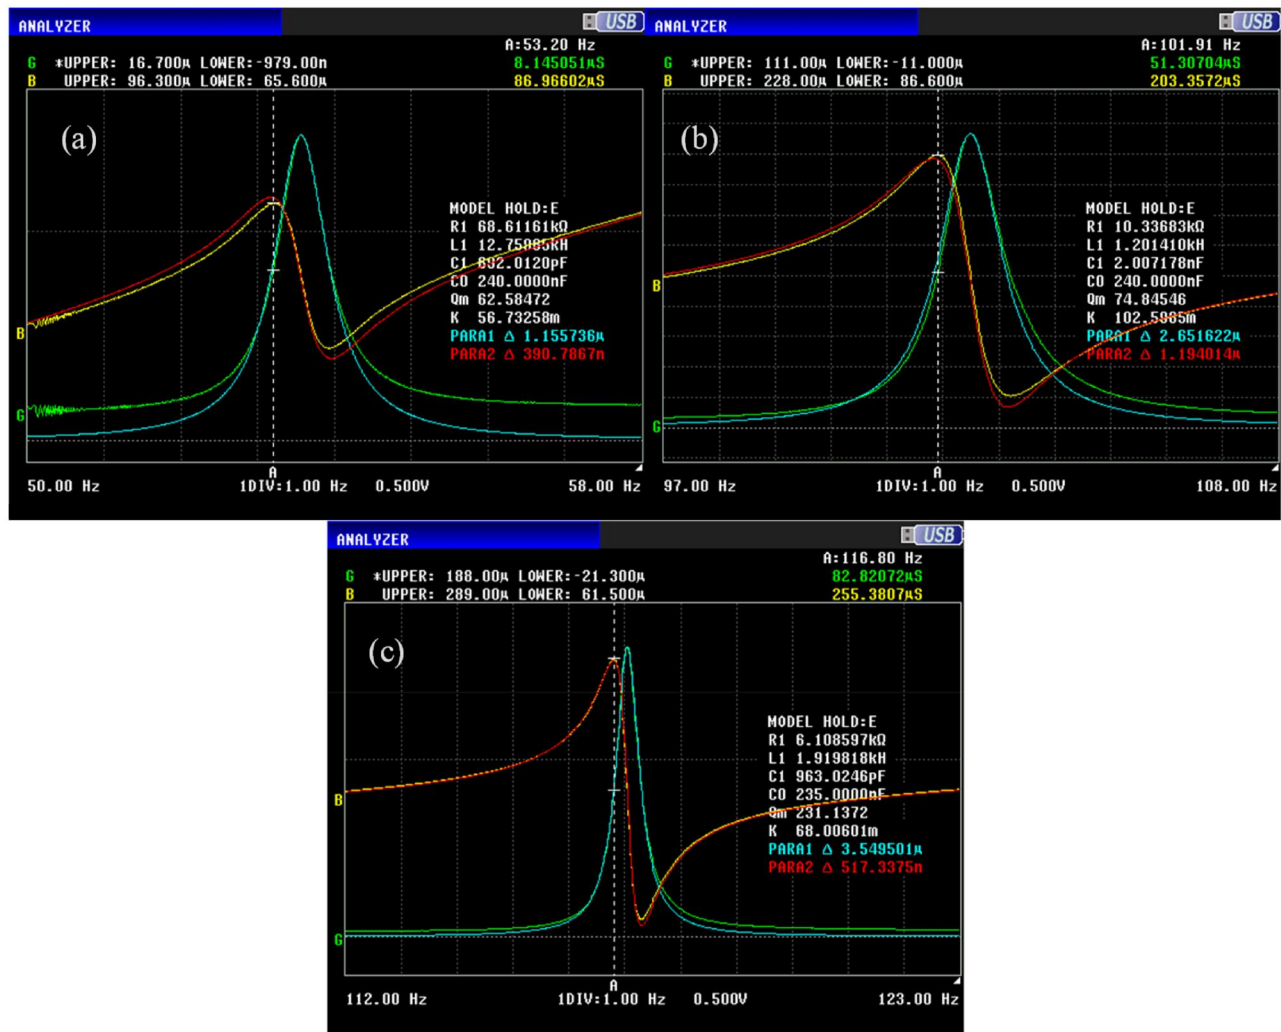 ANALYZER
USB
A:53.20 Hz
G *UPPER: 16.700μ LOWER:-979.00n 8.145051μS
B UPPER: 96.300μ LOWER: 65.600μ 86.96602μS
(a)
MODEL HOLD:E
R1 68.61161kΩ
L1 12.75985kH
C1 692.0120pF
C0 240.0000nF
Qm 62.58472
K 56.73258m
PARA1 Δ 1.155736μ
PARA2 Δ 390.7867n
B
G
A
50.00 Hz 1DIV:1.00 Hz 0.500V 58.00 Hz
ANALYZER
USB
A:101.91 Hz
G *UPPER: 111.00μ LOWER:-11.000μ 51.30704μS
B UPPER: 228.00μ LOWER: 86.600μ 203.3572μS
(b)
MODEL HOLD:E
R1 10.33683kΩ
L1 1.201410kH
C1 2.007178nF
C0 240.0000nF
Qm 74.84546
K 102.5985m
PARA1 Δ 2.651622μ
PARA2 Δ 1.194014μ
B
G
A
97.00 Hz 1DIV:1.00 Hz 0.500V 108.00 Hz
ANALYZER
USB
A:116.80 Hz
G *UPPER: 188.00μ LOWER:-21.300μ 82.82072μS
B UPPER: 289.00μ LOWER: 61.500μ 255.3807μS
(c)
MODEL HOLD:E
R1 6.108597kΩ
L1 1.919818kH
C1 963.0246pF
C0 235.0000nF
Qm 231.1372
K 68.00601m
PARA1 Δ 3.549501μ
PARA2 Δ 517.3375n
B
G
A
112.00 Hz 1DIV:1.00 Hz 0.500V 123.00 Hz